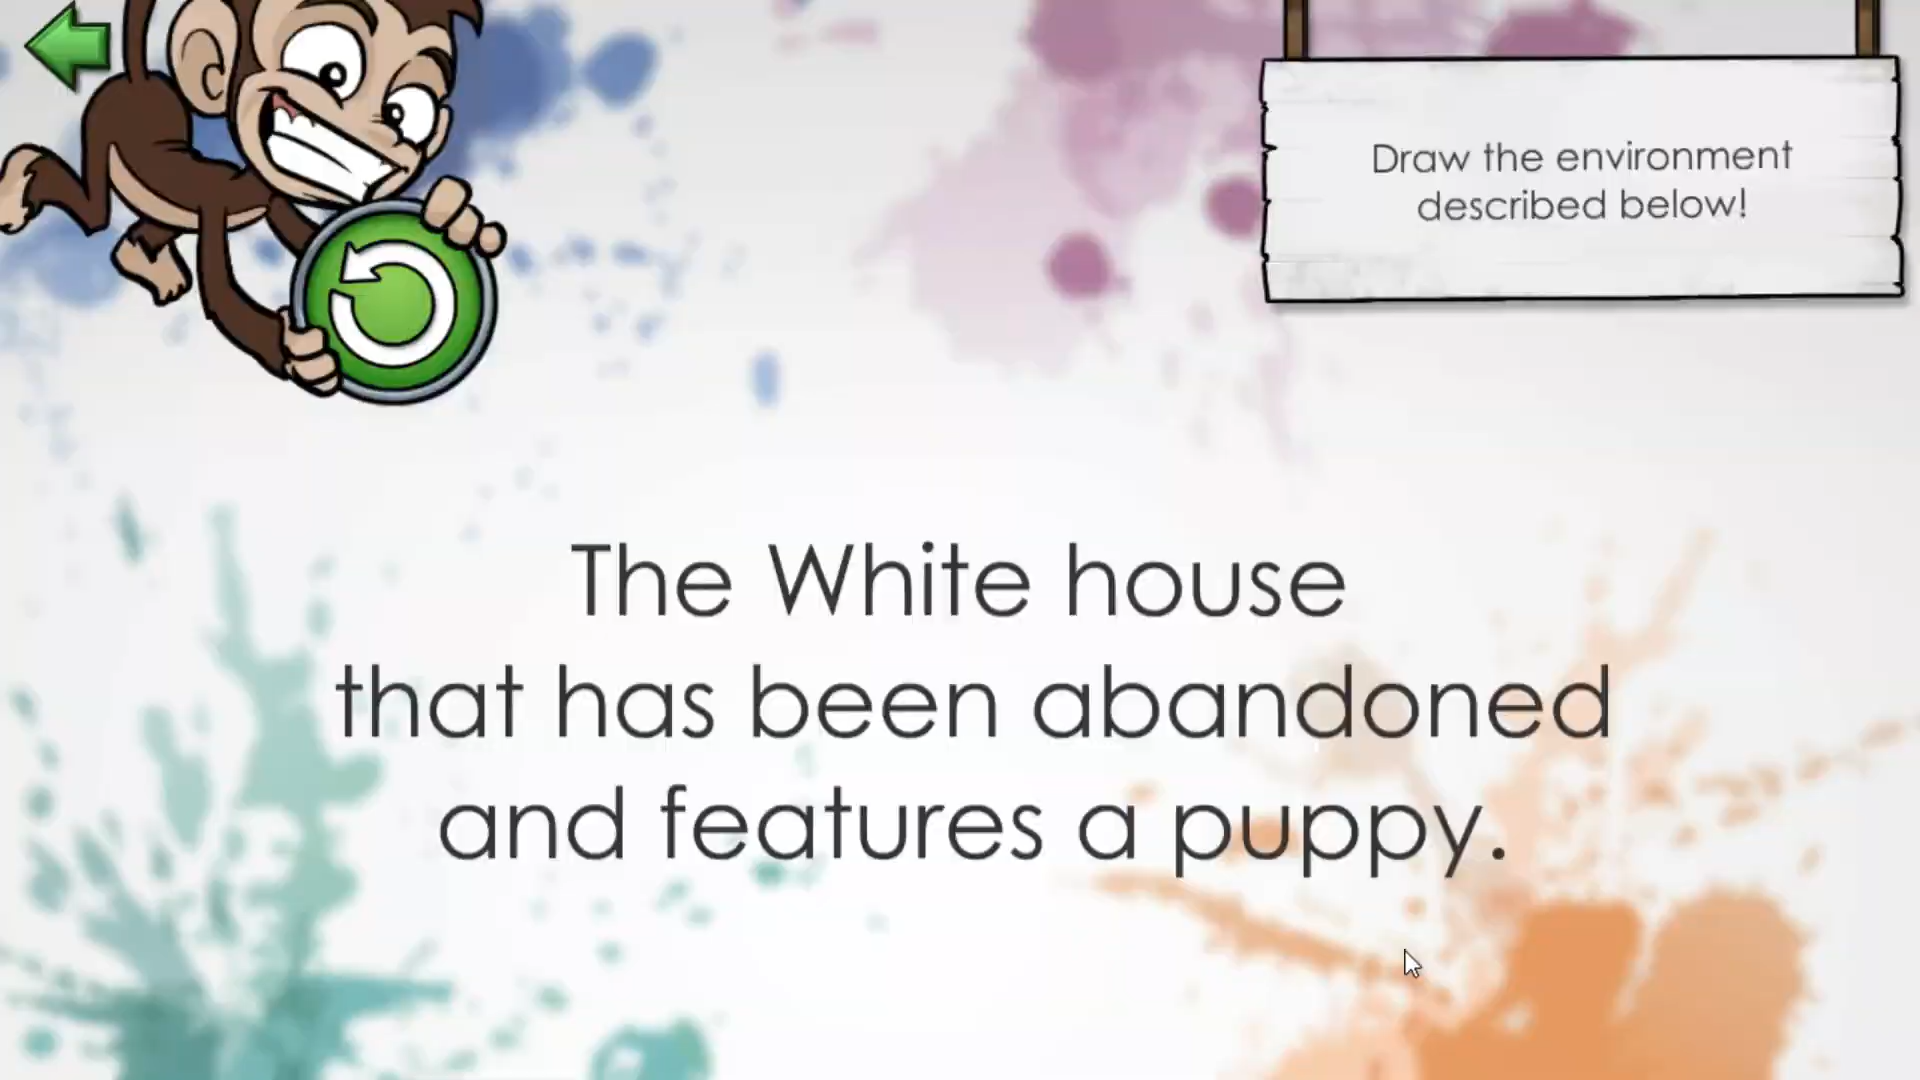 Draw the environment
described below!
The White house
that has been abandoned
and features a puppy.